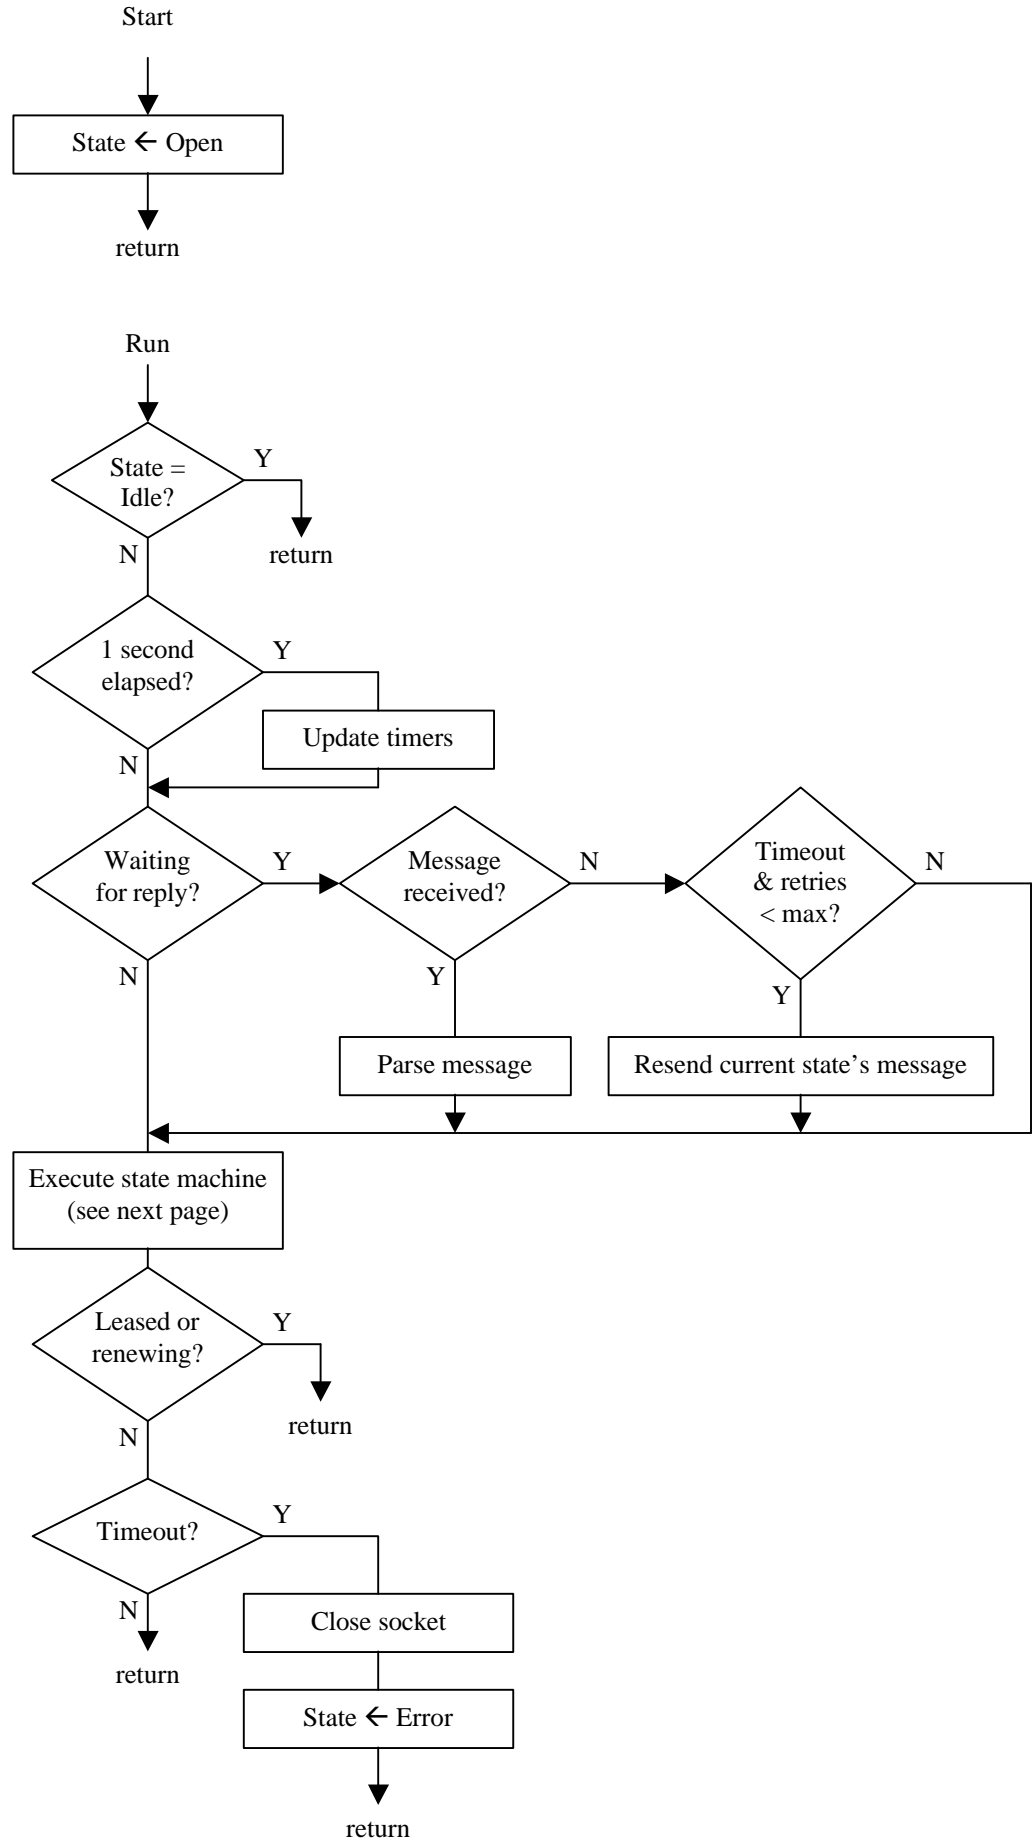 Start
State ← Open
return
Run
State =
Idle?
Y
N
return
1 second
elapsed?
Y
N
Update timers
Waiting
for reply?
Y
N
Message
received?
N
Y
Timeout
& retries
< max?
N
Y
Parse message
Resend current state's message
Execute state machine
(see next page)
Leased or
renewing?
Y
N
return
Timeout?
Y
N
return
Close socket
State ← Error
return